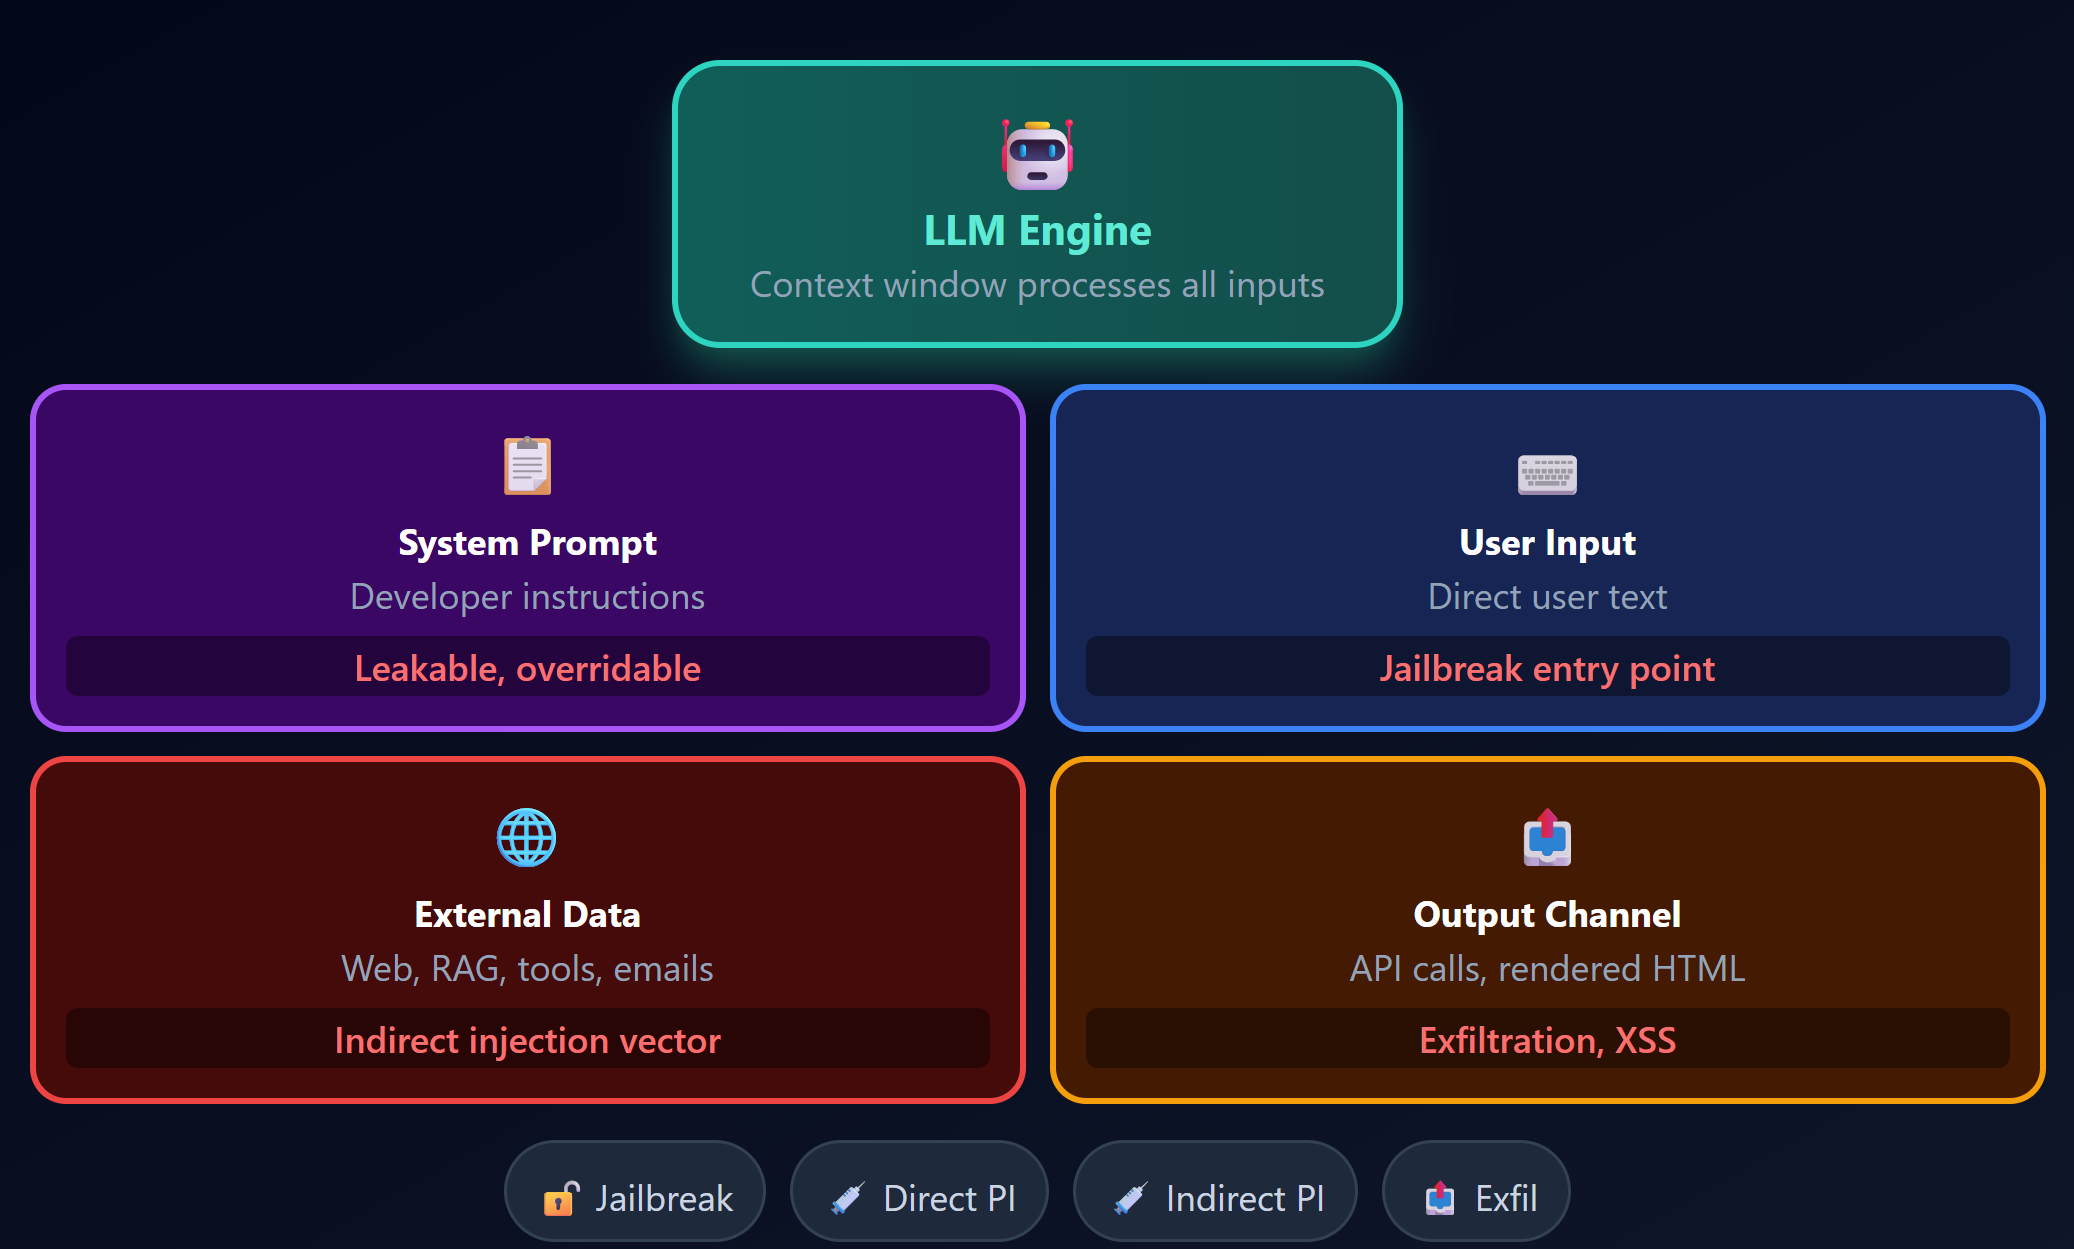 LLM Engine
Context window processes all inputs
System Prompt
Developer instructions
Leakable, overridable
User Input
Direct user text
Jailbreak entry point
External Data
Web, RAG, tools, emails
Indirect injection vector
Output Channel
API calls, rendered HTML
Exfiltration, XSS
Jailbreak
Direct PI
Indirect PI
Exfil